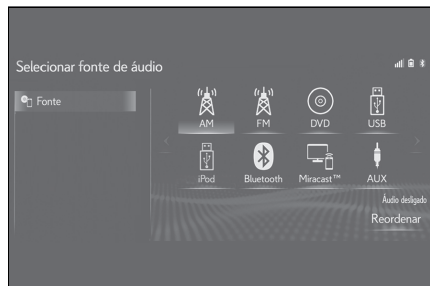 Selecionar fonte de áudio
Fonte
AM FM DVD USB
iPod Bluetooth Miracast™ AUX
Áudio desligado
Reordenar